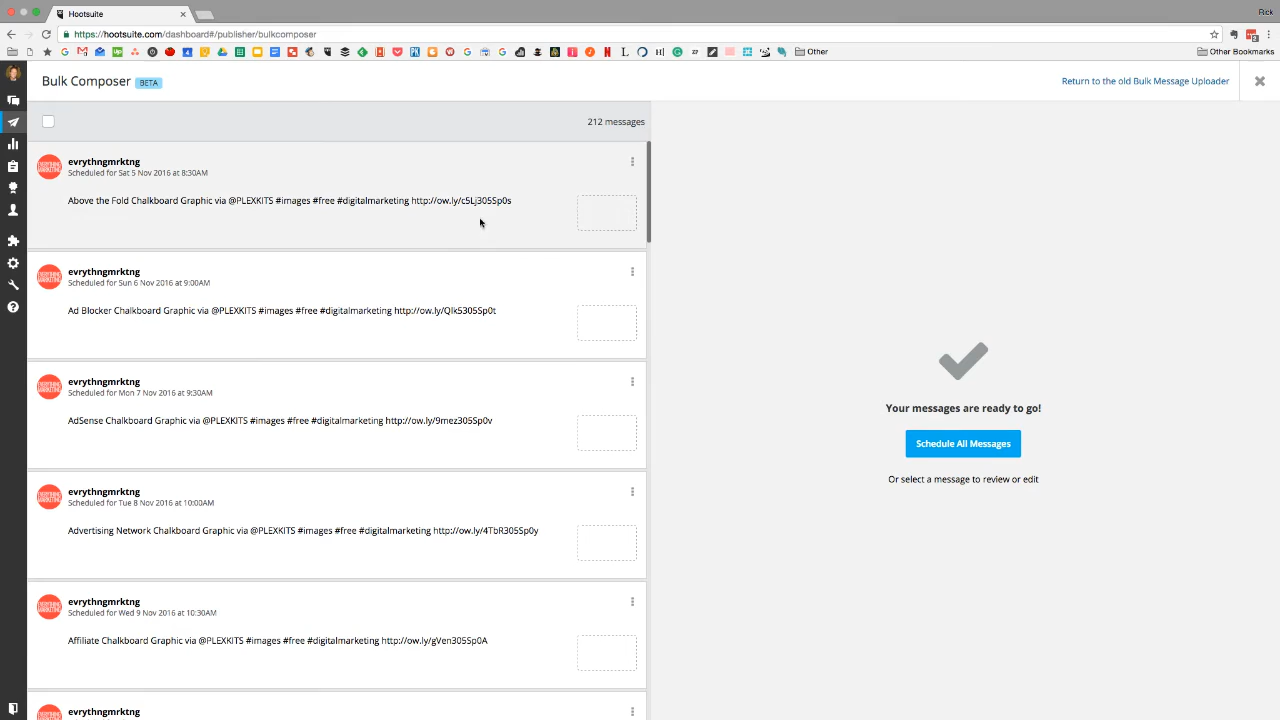 Hootsuite
Rick
https://hootsuite.com/dashboard#/publisher/bulkcomposer
Other
Other Bookmarks
Bulk Composer BETA
Return to the old Bulk Message Uploader
212 messages
evrythngmrktng
Scheduled for Sat 5 Nov 2016 at 8:30AM
Above the Fold Chalkboard Graphic via @PLEXKITS #images #free #digitalmarketing http://ow.ly/c5Lj305Sp0s
evrythngmrktng
Scheduled for Sun 6 Nov 2016 at 9:00AM
Ad Blocker Chalkboard Graphic via @PLEXKITS #images #free #digitalmarketing http://ow.ly/Qlk5305Sp0t
evrythngmrktng
Scheduled for Mon 7 Nov 2016 at 9:30AM
AdSense Chalkboard Graphic via @PLEXKITS #images #free #digitalmarketing http://ow.ly/9mez305Sp0v
evrythngmrktng
Scheduled for Tue 8 Nov 2016 at 10:00AM
Advertising Network Chalkboard Graphic via @PLEXKITS #images #free #digitalmarketing http://ow.ly/4TbR305Sp0y
evrythngmrktng
Scheduled for Wed 9 Nov 2016 at 10:30AM
Affiliate Chalkboard Graphic via @PLEXKITS #images #free #digitalmarketing http://ow.ly/gVen305Sp0A
evrythngmrktng
Your messages are ready to go!
Schedule All Messages
Or select a message to review or edit